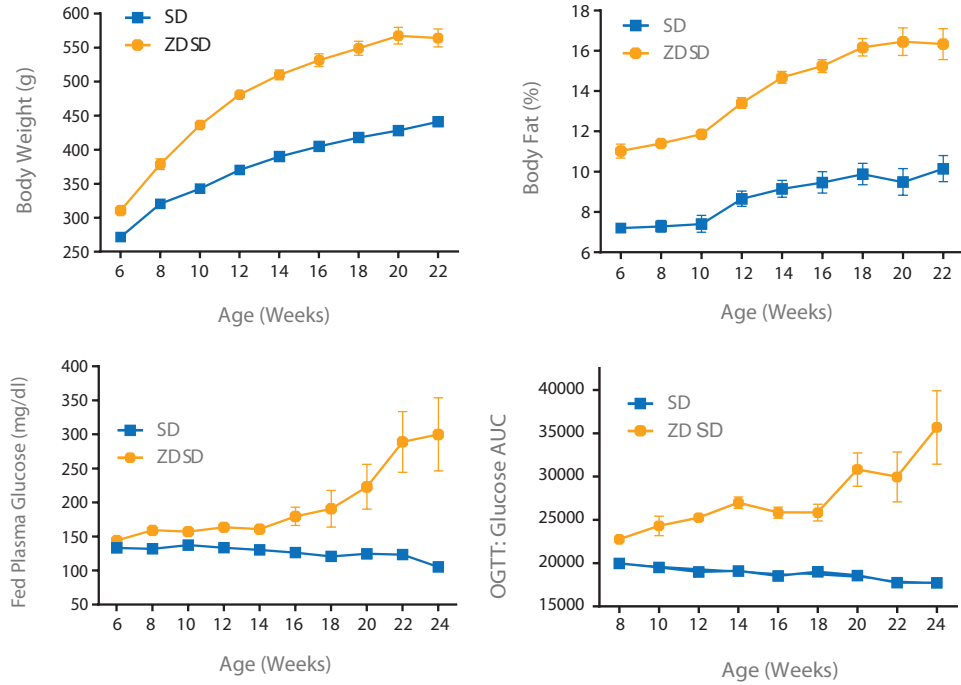 SD
ZDSD
Body Weight (g)
600
550
500
450
400
350
300
250
6 8 10 12 14 16 18 20 22
Age (Weeks)
SD
ZDSD
Body Fat (%)
18
16
14
12
10
8
6
6 8 10 12 14 16 18 20 22
Age (Weeks)
SD
ZDSD
Fed Plasma Glucose (mg/dl)
400
350
300
250
200
150
100
50
6 8 10 12 14 16 18 20 22 24
Age (Weeks)
SD
ZD SD
OGTT: Glucose AUC
40000
35000
30000
25000
20000
15000
8 10 12 14 16 18 20 22 24
Age (Weeks)